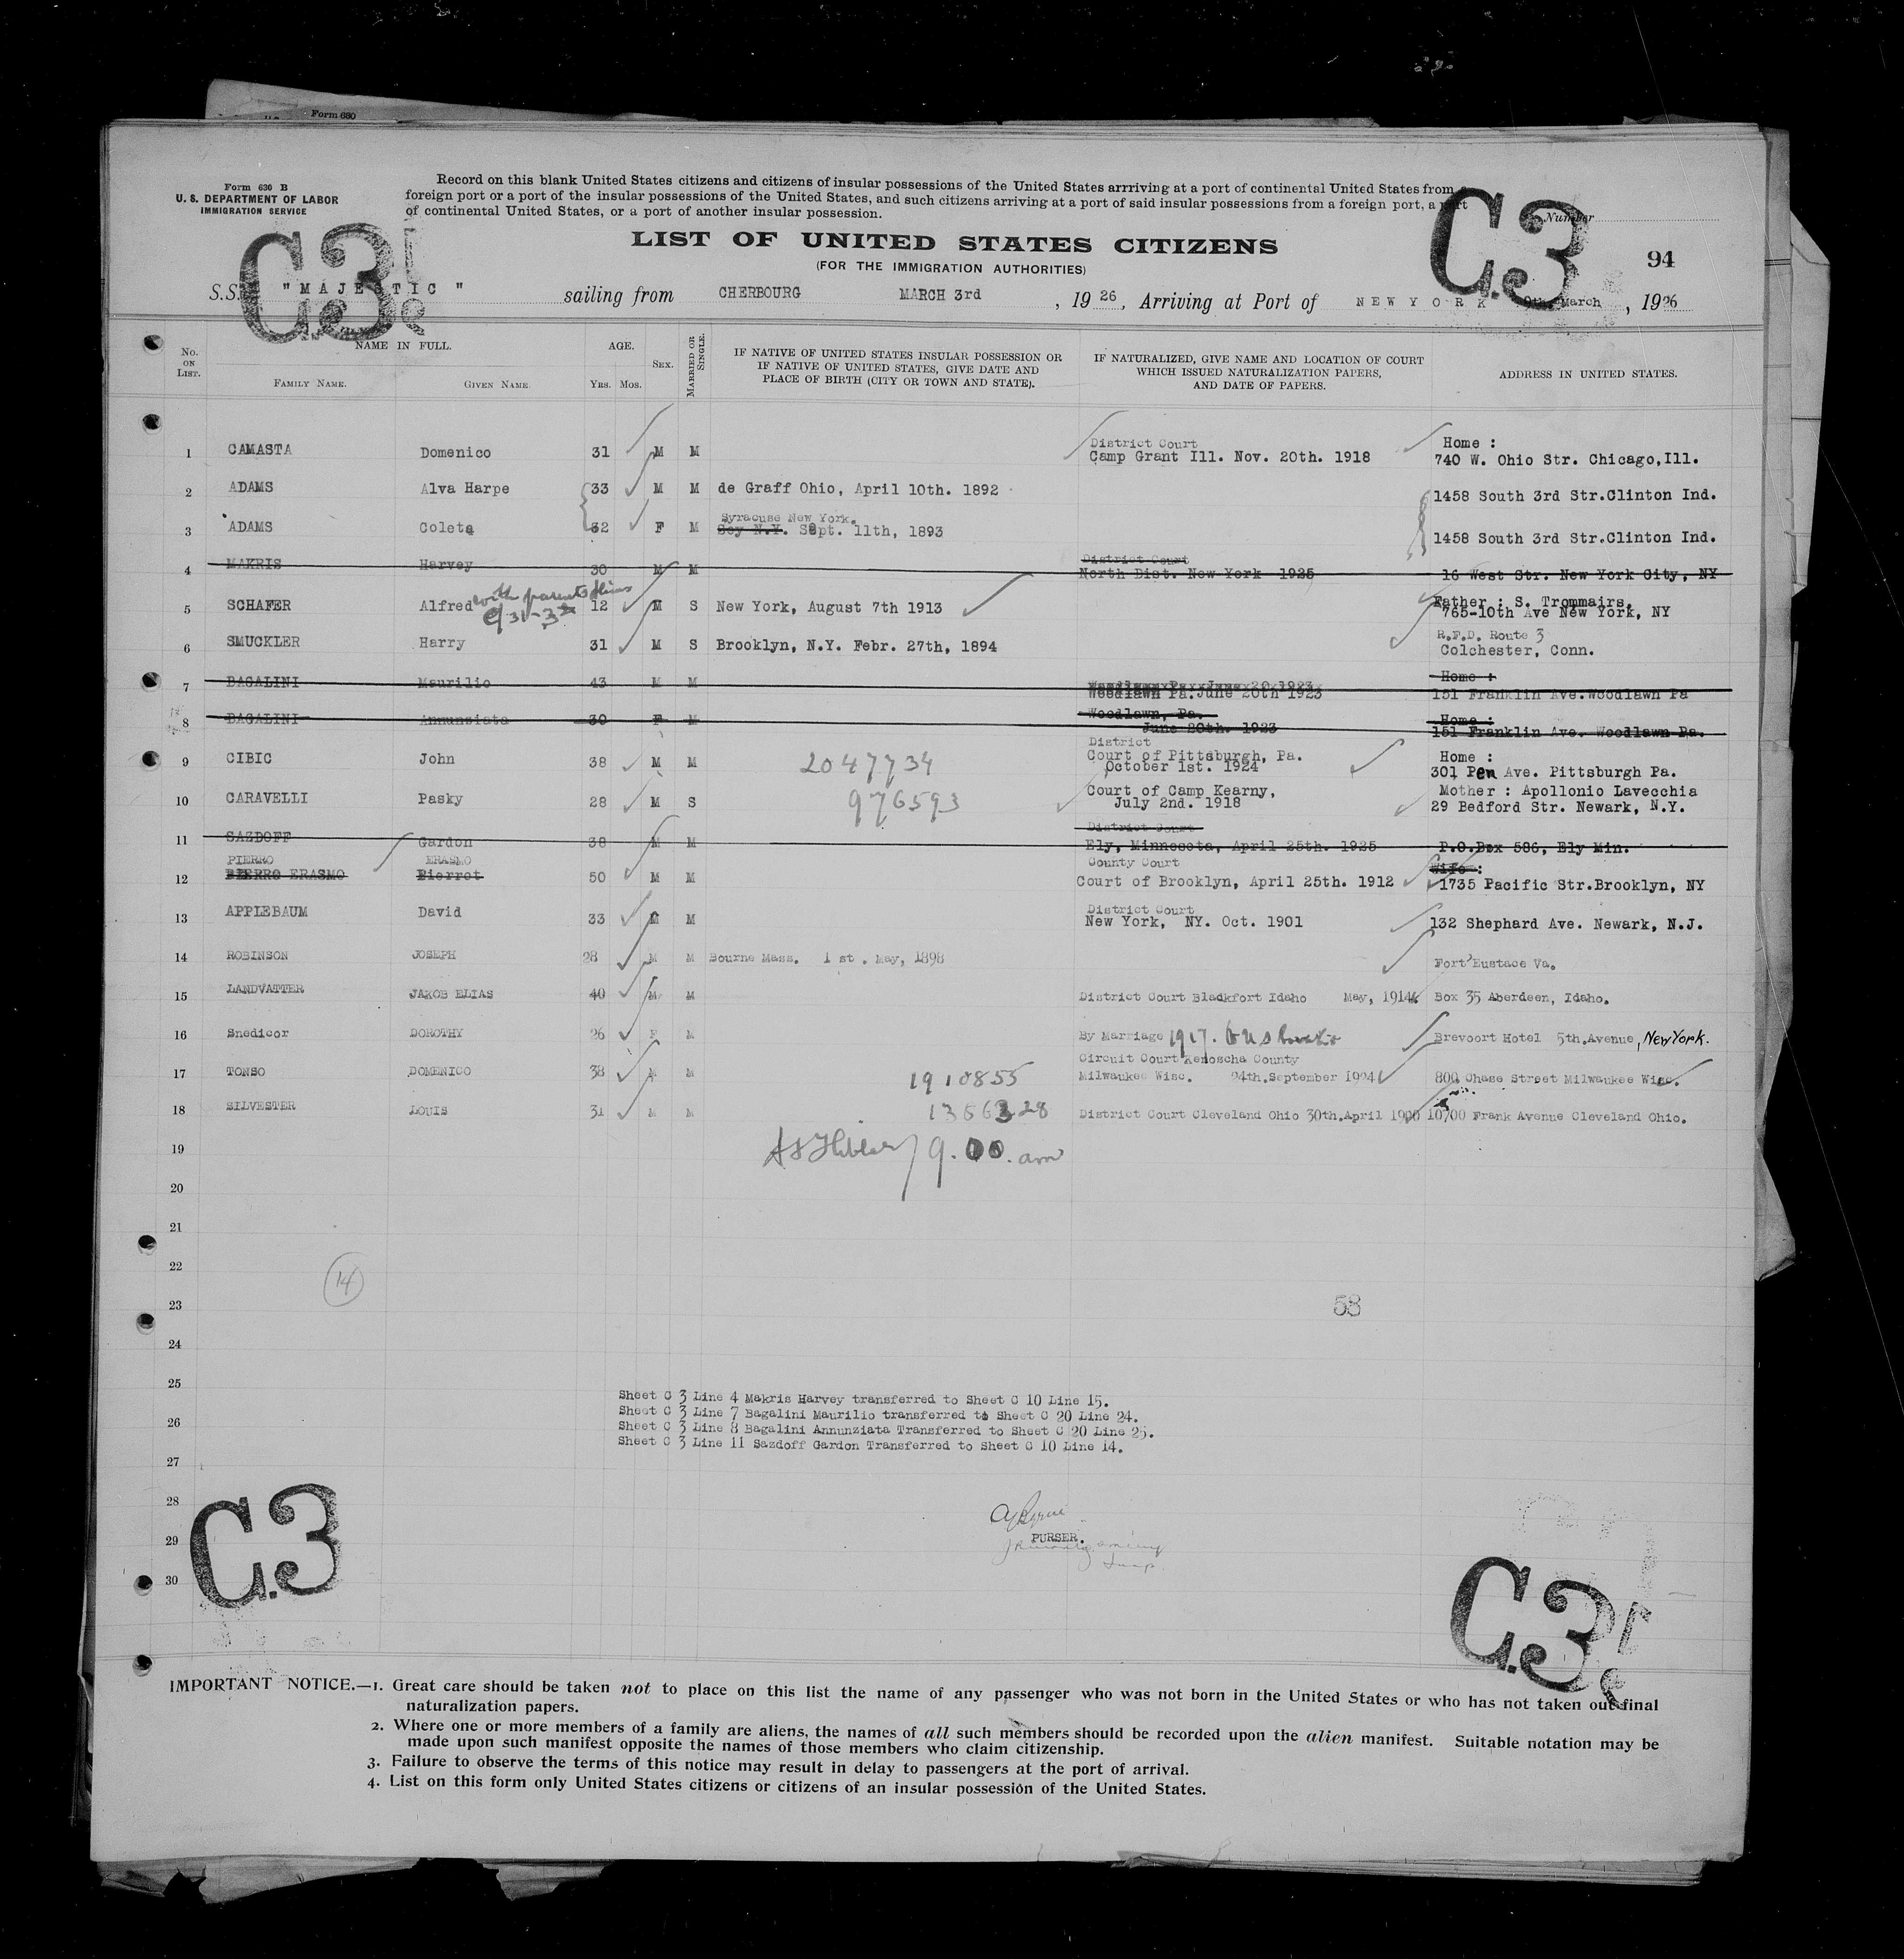 Form 630
Form 630 B
U. S. DEPARTMENT OF LABOR
IMMIGRATION SERVICE
Record on this blank United States citizens and citizens of insular possessions of the United States arrriving at a port of continental United States from a
foreign port or a port of the insular possessions of the United States, and such citizens arriving at a port of said insular possessions from a foreign port, a port
of continental United States, or a port of another insular possession.
Number
C.3
C.3
94
LIST OF UNITED STATES CITIZENS
(FOR THE IMMIGRATION AUTHORITIES)
S.S. "MAJESTIC" sailing from CHERBOURG MARCH 3rd, 1926, Arriving at Port of NEW YORK 9th March, 1926
No. ON LIST.
NAME IN FULL.
FAMILY NAME. GIVEN NAME.
AGE.
Yrs. Mos.
SEX.
MARRIED OR SINGLE.
IF NATIVE OF UNITED STATES INSULAR POSSESSION OR
IF NATIVE OF UNITED STATES, GIVE DATE AND
PLACE OF BIRTH (CITY OR TOWN AND STATE).
IF NATURALIZED, GIVE NAME AND LOCATION OF COURT
WHICH ISSUED NATURALIZATION PAPERS,
AND DATE OF PAPERS.
ADDRESS IN UNITED STATES.
District Court Home :
1 CAMASTA Domenico 31 M M Camp Grant Ill. Nov. 20th. 1918 740 W. Ohio Str. Chicago,Ill.
2 ADAMS Alva Harpe 33 M M de Graff Ohio, April 10th. 1892 1458 South 3rd Str.Clinton Ind.
Syracuse New York.
3 ADAMS Coleta 32 F M Soy N.Y. Sept. 11th, 1893 1458 South 3rd Str.Clinton Ind.
District Court
4 MAKRIS Harvey 30 M M North Dist. New York 1925 16 West Str. New York City, NY
with parents
Father : S. Trommairs,
5 SCHAFER Alfred 12 M S New York, August 7th 1913 765-10th Ave New York, NY
R.F.D. Route 3
6 SMUCKLER Harry 31 M S Brooklyn, N.Y. Febr. 27th, 1894 Colchester, Conn.
Home :
7 BAGALINI Maurilio 43 M M Woodlawn Pa.June 20th 1923 151 Franklin Ave.Woodlawn Pa
Woodlawn, Pa. Home :
8 BAGALINI Annunziata 30 F M June 20th. 1923 151 Franklin Ave. Woodlawn Pa.
District
9 CIBIC John 38 M M 2047734 Court of Pittsburgh, Pa. Home :
October 1st. 1924 301 Pen Ave. Pittsburgh Pa.
10 CARAVELLI Pasky 28 M S 976593 Court of Camp Kearny, Mother : Apollonio Lavecchia
July 2nd. 1918 29 Bedford Str. Newark, N.Y.
District Court
11 SAZDOFF Gardon 38 M M Ely, Minnesota, April 25th. 1925 P.O.Box 586, Ely Min.
PIERRO ERASMO County Court Wife :
12 PIERRO ERASMO Pierret 50 M M Court of Brooklyn, April 25th. 1912 1735 Pacific Str.Brooklyn, NY
District Court
13 APPLEBAUM David 33 M M New York, NY. Oct. 1901 132 Shephard Ave. Newark, N.J.
14 ROBINSON JOSEPH 28 M M Bourne Mass. 1 st . May, 1898 Fort Eustace Va.
15 LANDVATTER JAKOB ELIAS 40 M M District Court Blackfort Idaho May, 1914 Box 35 Aberdeen, Idaho.
16 Snedicor DOROTHY 26 F M By Marriage 1917. Brevoort Hotel 5th.Avenue, New York.
Circuit Court Kenoscha County
17 TONSO DOMENICO 38 M M 1910855 Milwaukee Wisc. 24th.September 1924 800 Chase Street Milwaukee Wisc.
18 SILVESTER LOUIS 31 M M 1366328 District Court Cleveland Ohio 30th.April 1920 10700 Frank Avenue Cleveland Ohio.
19
9.00. am
20
21
22
14
23
53
24
25
Sheet C 3 Line 4 Makris Harvey transferred to Sheet C 10 Line 15.
Sheet C 3 Line 7 Bagalini Maurilio transferred to Sheet C 20 Line 24.
26
Sheet C 3 Line 8 Bagalini Annunziata Transferred to Sheet C 20 Line 25.
Sheet C 3 Line 11 Sazdoff Gardon Transferred to Sheet C 10 Line 14.
27
28
29
PURSER.
30
C.3
C.3
IMPORTANT NOTICE.—1. Great care should be taken not to place on this list the name of any passenger who was not born in the United States or who has not taken out final
naturalization papers.
2. Where one or more members of a family are aliens, the names of all such members should be recorded upon the alien manifest. Suitable notation may be
made upon such manifest opposite the names of those members who claim citizenship.
3. Failure to observe the terms of this notice may result in delay to passengers at the port of arrival.
4. List on this form only United States citizens or citizens of an insular possession of the United States.